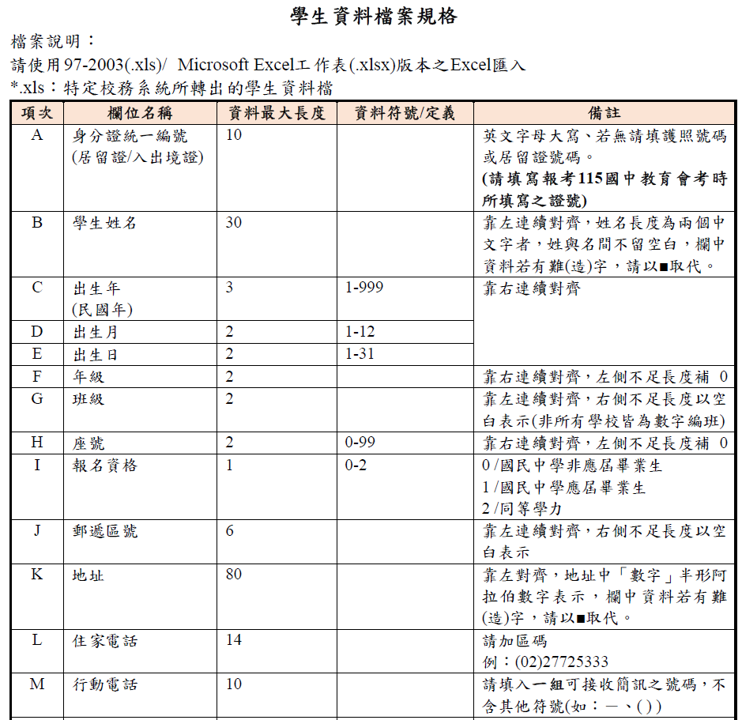 學生資料檔案規格
檔案說明：
請使用97-2003(.xls)/ Microsoft Excel工作表(.xlsx)版本之Excel匯入
*.xls：特定校務系統所轉出的學生資料檔
項次 欄位名稱 資料最大長度 資料符號/定義 備註
A 身分證統一編號 10 英文字母大寫、若無請填護照號碼
(居留證/入出境證) 或居留證號碼。
(請填寫報考115國中教育會考時
所填寫之證號)
B 學生姓名 30 靠左連續對齊，姓名長度為兩個中
文字者，姓與名間不留空白，欄中
資料若有難(造)字，請以■取代。
C 出生年 3 1-999 靠右連續對齊
(民國年)
D 出生月 2 1-12
E 出生日 2 1-31
F 年級 2 靠右連續對齊，左側不足長度補 0
G 班級 2 靠左連續對齊，右側不足長度以空
白表示(非所有學校皆為數字編班)
H 座號 2 0-99 靠右連續對齊，左側不足長度補 0
I 報名資格 1 0-2 0 /國民中學非應屆畢業生
1 /國民中學應屆畢業生
2 /同等學力
J 郵遞區號 6 靠左連續對齊，右側不足長度以空
白表示
K 地址 80 靠左對齊，地址中「數字」半形阿
拉伯數字表示，欄中資料若有難
(造)字，請以■取代。
L 住家電話 14 請加區碼
例：(02)27725333
M 行動電話 10 請填入一組可接收簡訊之號碼，不
含其他符號(如：－、( ) )